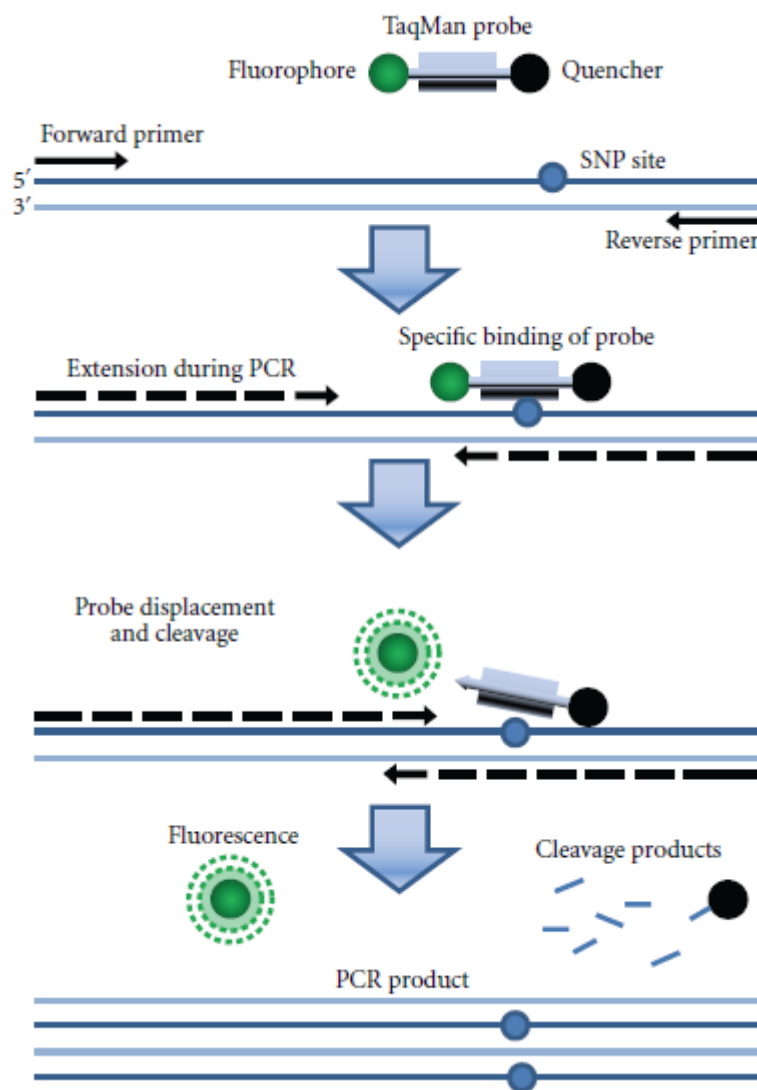 TaqMan probe
Fluorophore
Quencher
Forward primer
SNP site
5′
3′
Reverse primer
Specific binding of probe
Extension during PCR
Probe displacement
and cleavage
Fluorescence
Cleavage products
PCR product